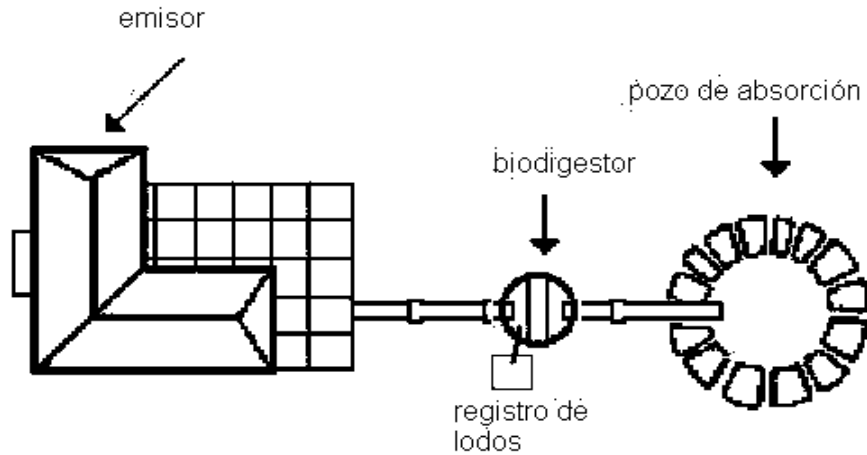 emisor
pozo de absorción
biodigestor
registro de
lodos